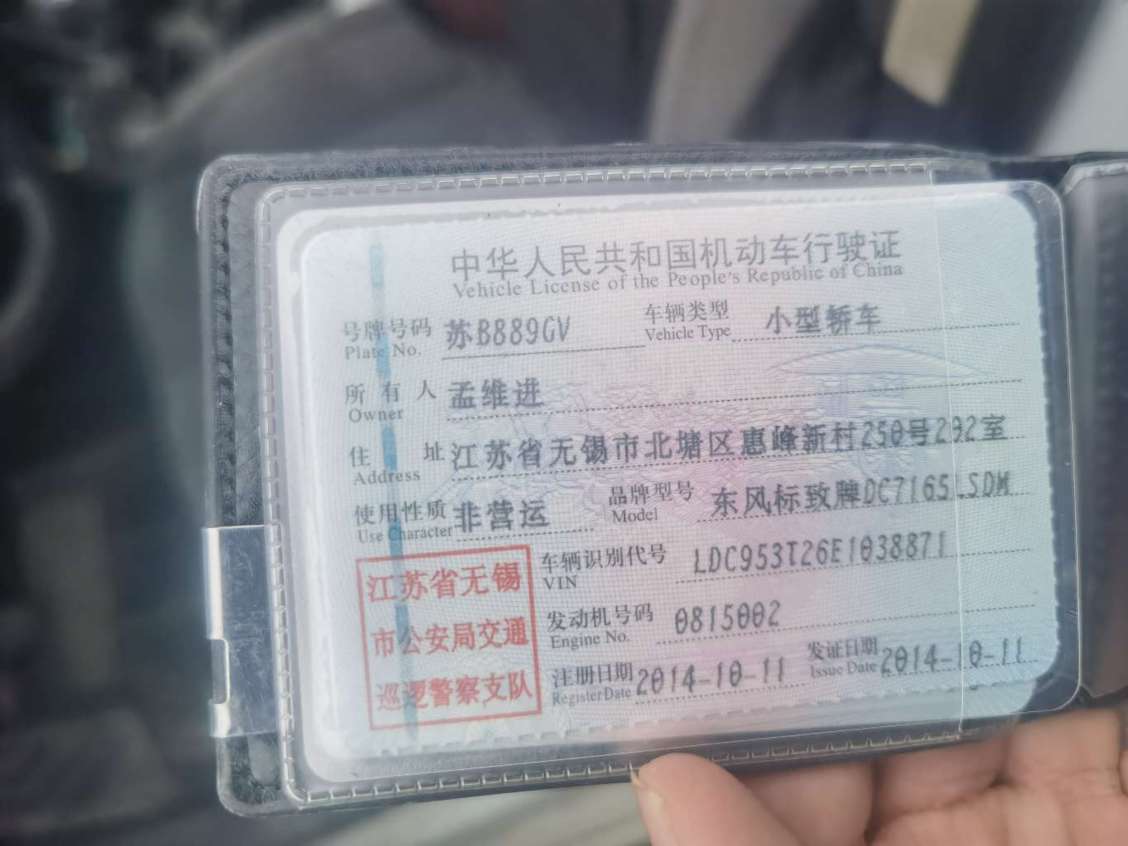 中华人民共和国机动车行驶证
Vehicle License of the People's Republic of China
号牌号码 苏B889GV 车辆类型 小型轿车
Plate No. Vehicle Type
所有人 孟维进
Owner
住址 江苏省无锡市北塘区惠峰新村250号202室
Address
使用性质 非营运 品牌型号 东风标致牌DC7165LSDM
Use Character Model
车辆识别代号 LDC953T26E1038871
VIN
发动机号码 0815002
Engine No.
注册日期 2014-10-11 发证日期 2014-10-11
Register Date Issue Date
江苏省无锡
市公安局交通
巡逻警察支队